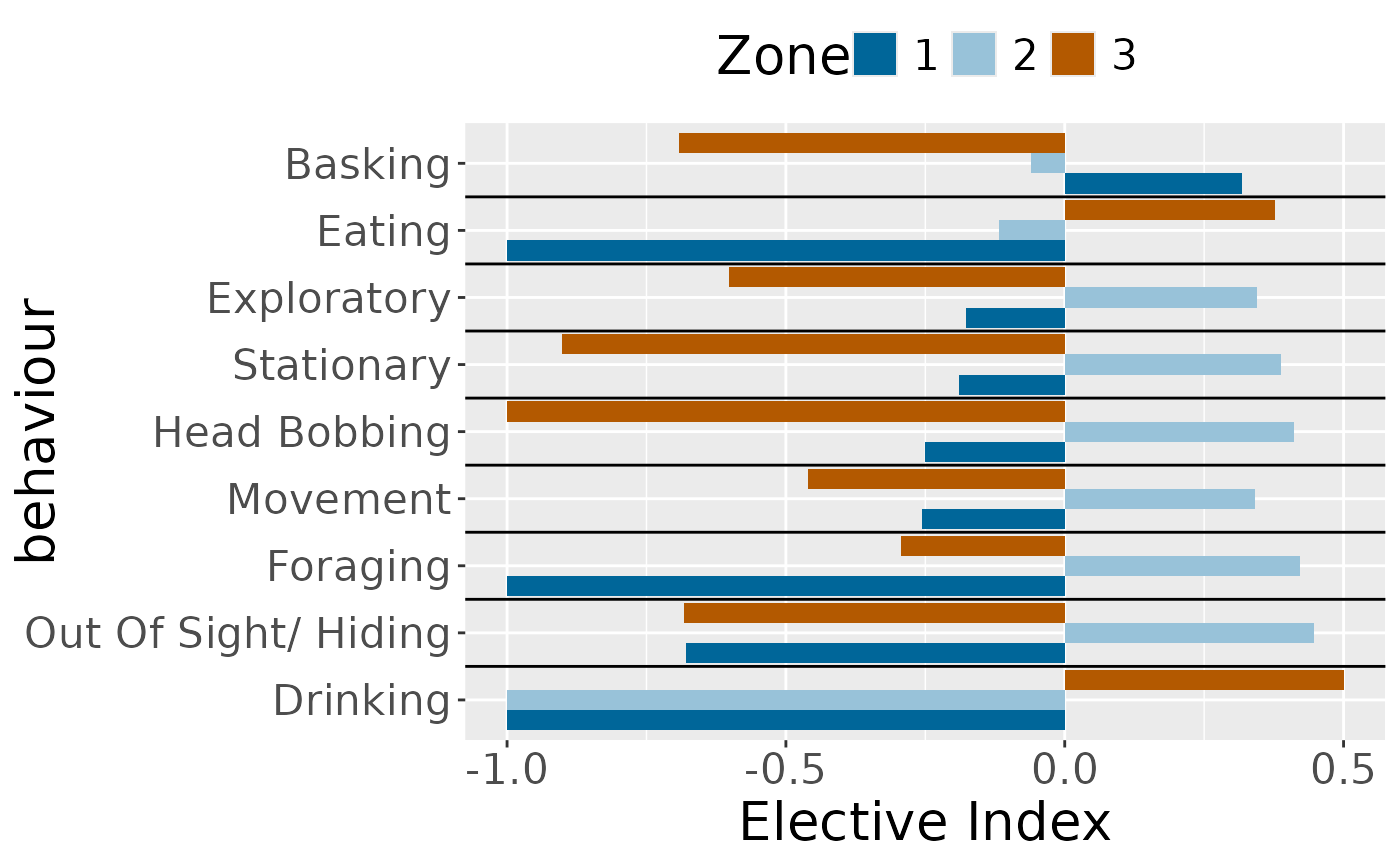 Zone 1 2 3
Basking
Eating
Exploratory
Stationary
Head Bobbing
Movement
Foraging
Out Of Sight/ Hiding
Drinking
behaviour
-1.0 -0.5 0.0 0.5
Elective Index